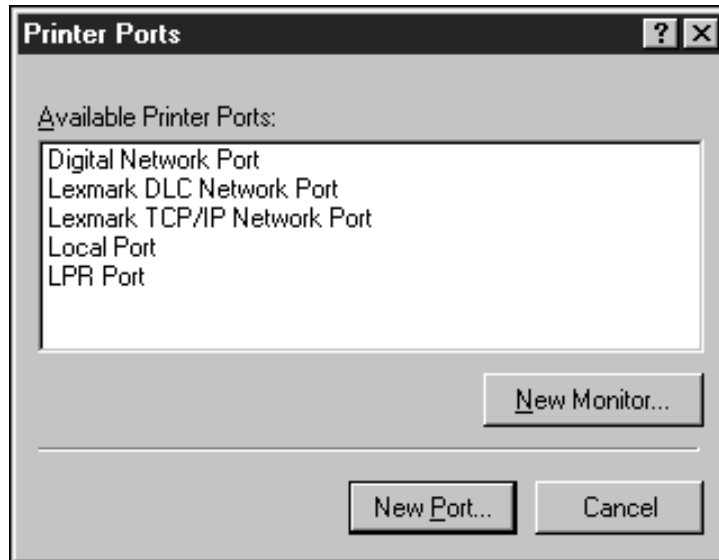 Printer Ports
Available Printer Ports:
Digital Network Port
Lexmark DLC Network Port
Lexmark TCP/IP Network Port
Local Port
LPR Port
New Monitor...
New Port...
Cancel